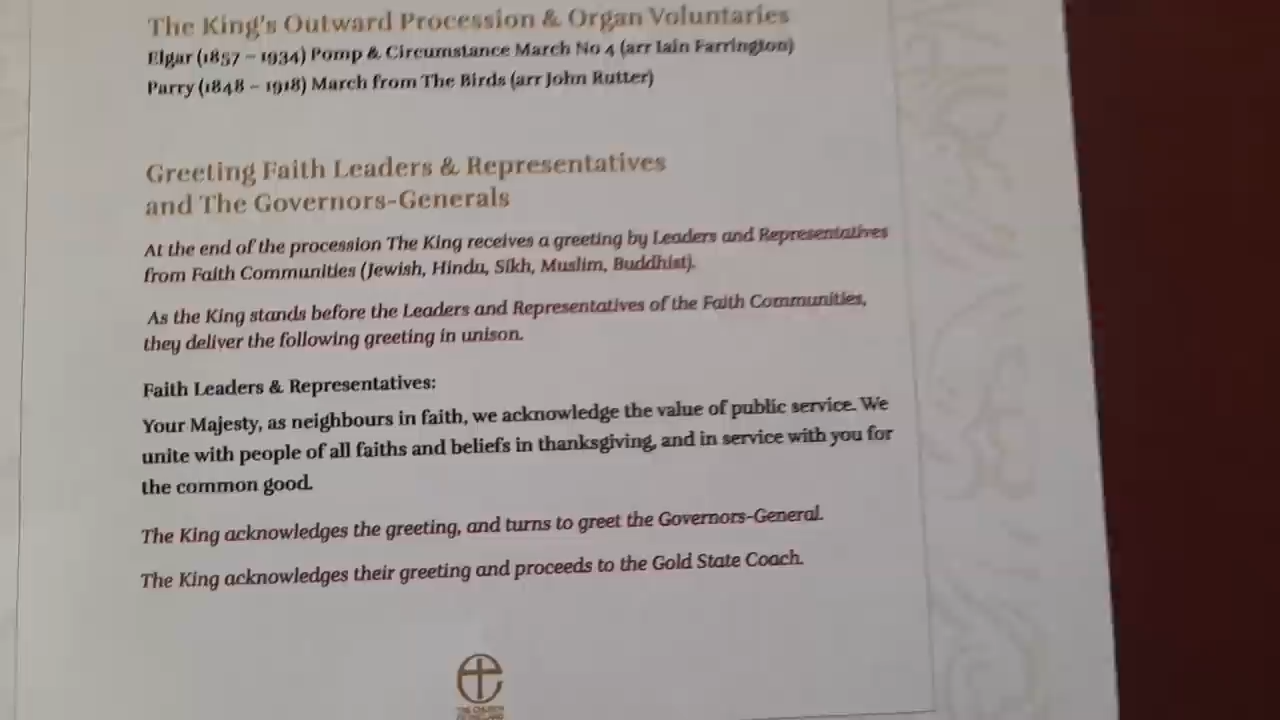 The King's Outward Procession & Organ Voluntaries
Elgar (1857 – 1934) Pomp & Circumstance March No 4 (arr Iain Farrington)
Parry (1848 – 1918) March from The Birds (arr John Rutter)
Greeting Faith Leaders & Representatives
and The Governors-Generals
At the end of the procession The King receives a greeting by Leaders and Representatives
from Faith Communities (Jewish, Hindu, Sikh, Muslim, Buddhist).
As the King stands before the Leaders and Representatives of the Faith Communities,
they deliver the following greeting in unison.
Faith Leaders & Representatives:
Your Majesty, as neighbours in faith, we acknowledge the value of public service. We
unite with people of all faiths and beliefs in thanksgiving, and in service with you for
the common good.
The King acknowledges the greeting, and turns to greet the Governors-General.
The King acknowledges their greeting and proceeds to the Gold State Coach.
THE CHURCH